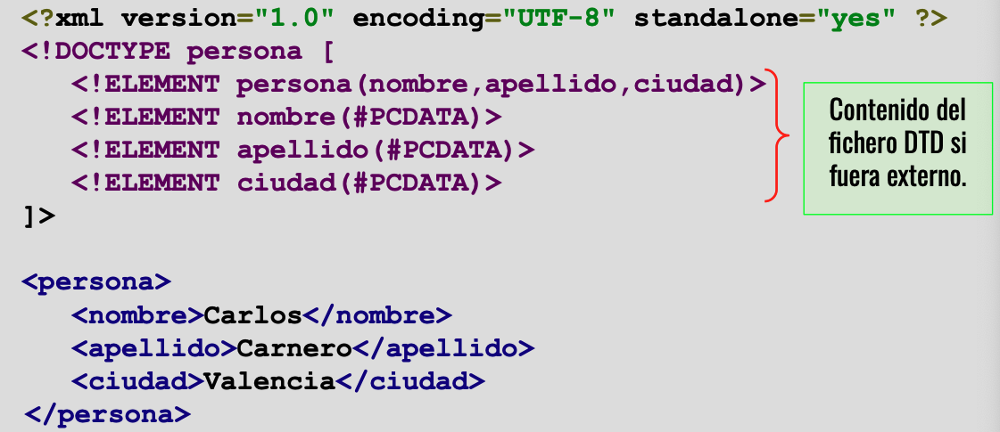 <?xml version="1.0" encoding="UTF-8" standalone="yes" ?>
<!DOCTYPE persona [
<!ELEMENT persona(nombre,apellido,ciudad)>
<!ELEMENT nombre(#PCDATA)>
<!ELEMENT apellido(#PCDATA)>
<!ELEMENT ciudad(#PCDATA)>
]>
Contenido del
fichero DTD si
fuera externo.
<persona>
<nombre>Carlos</nombre>
<apellido>Carnero</apellido>
<ciudad>Valencia</ciudad>
</persona>